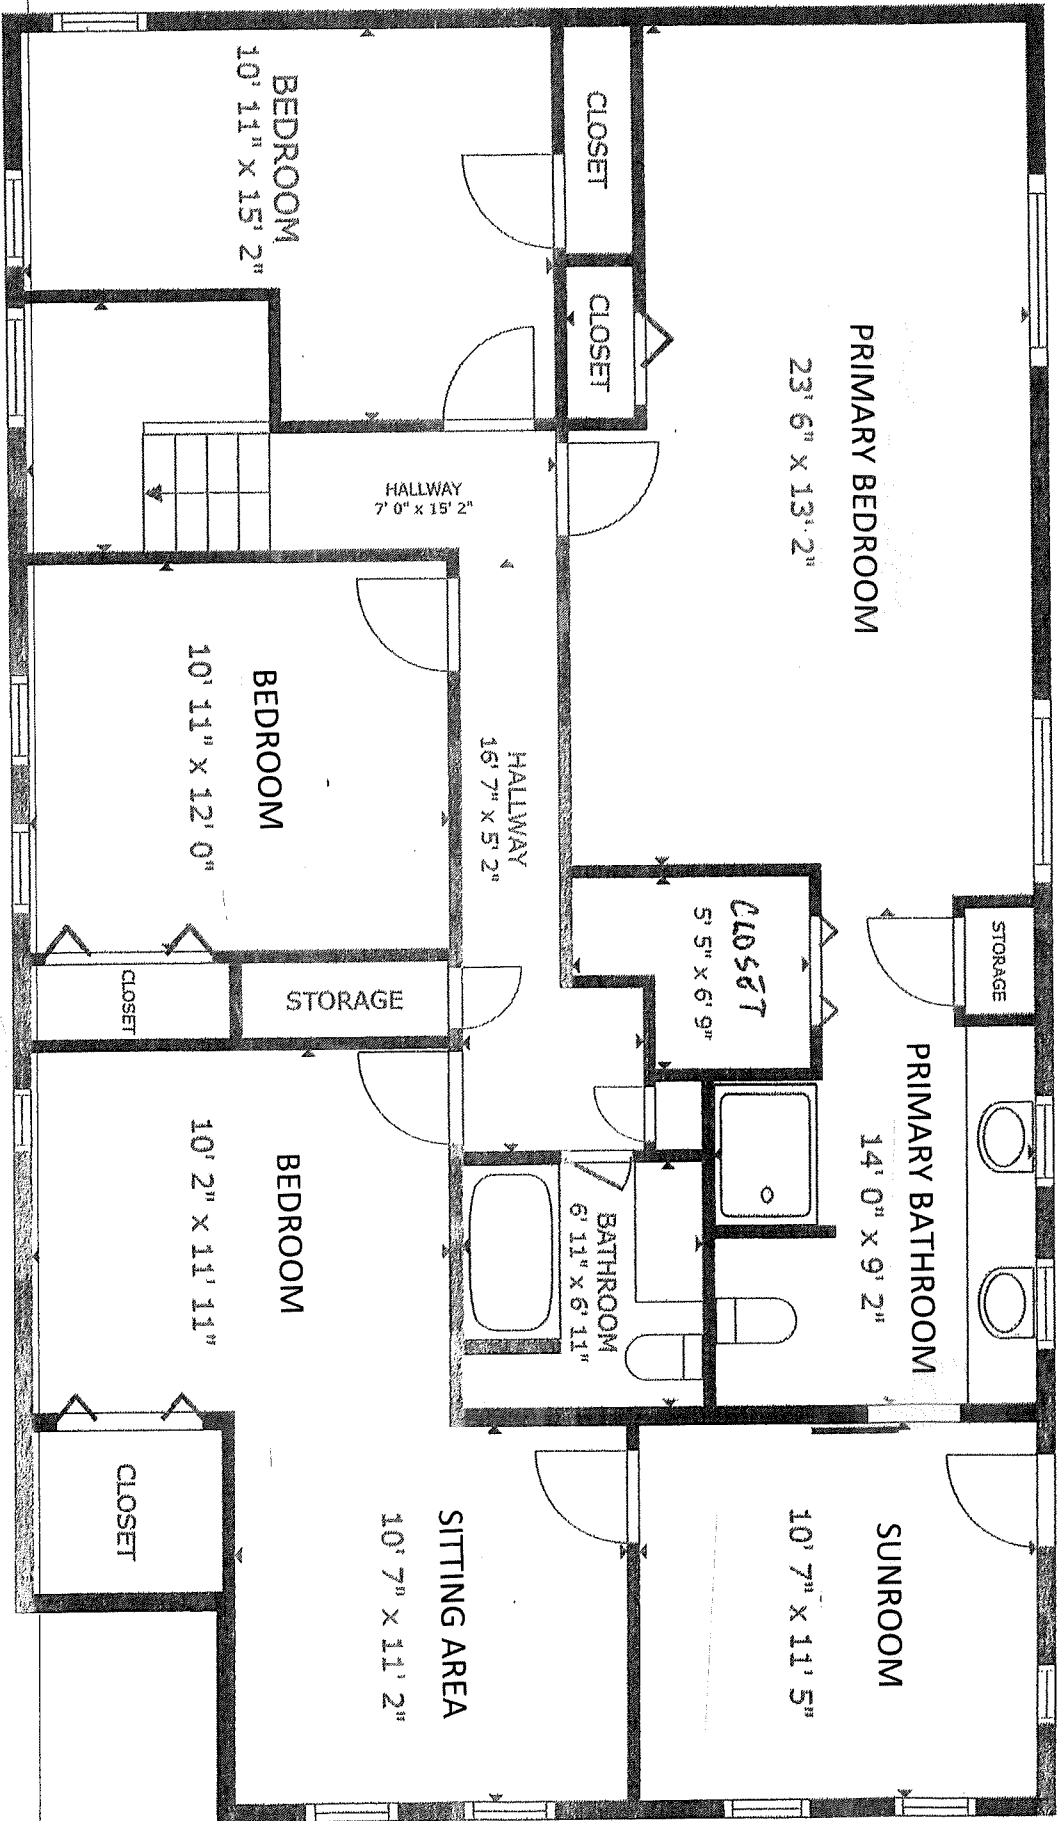 PRIMARY BEDROOM
23' 6" x 13' 2"
STORAGE
PRIMARY BATHROOM
14' 0" x 9' 2"
SUNROOM
10' 7" x 11' 5"
CLOSET
5' 5" x 6' 9"
CLOSET
CLOSET
BEDROOM
10' 11" x 15' 2"
HALLWAY
7' 0" x 15' 2"
HALLWAY
16' 7" x 5' 2"
BATHROOM
6' 11" x 6' 11"
SITTING AREA
10' 7" x 11' 2"
BEDROOM
10' 11" x 12' 0"
STORAGE
CLOSET
BEDROOM
10' 2" x 11' 11"
CLOSET